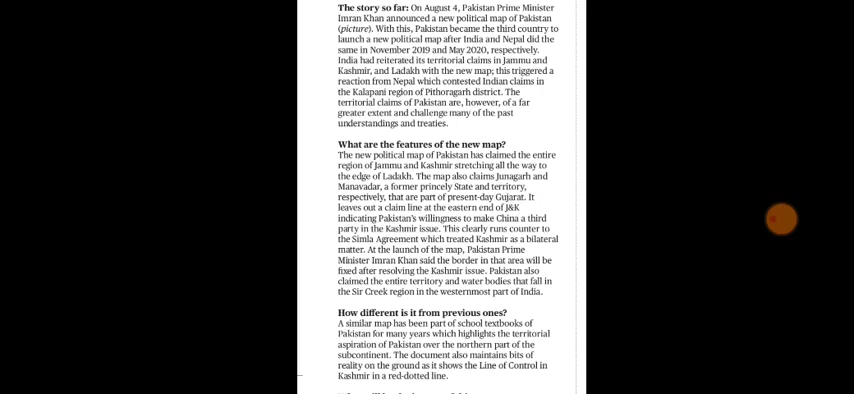 The story so far: On August 4, Pakistan Prime Minister
Imran Khan announced a new political map of Pakistan
(picture). With this, Pakistan became the third country to
launch a new political map after India and Nepal did the
same in November 2019 and May 2020, respectively.
India had reiterated its territorial claims in Jammu and
Kashmir, and Ladakh with the new map; this triggered a
reaction from Nepal which contested Indian claims in
the Kalapani region of Pithoragarh district. The
territorial claims of Pakistan are, however, of a far
greater extent and challenge many of the past
understandings and treaties.
What are the features of the new map?
The new political map of Pakistan has claimed the entire
region of Jammu and Kashmir stretching all the way to
the edge of Ladakh. The map also claims Junagarh and
Manavadar, a former princely State and territory,
respectively, that are part of present-day Gujarat. It
leaves out a claim line at the eastern end of J&K
indicating Pakistan's willingness to make China a third
party in the Kashmir issue. This clearly runs counter to
the Simla Agreement which treated Kashmir as a bilateral
matter. At the launch of the map, Pakistan Prime
Minister Imran Khan said the border in that area will be
fixed after resolving the Kashmir issue. Pakistan also
claimed the entire territory and water bodies that fall in
the Sir Creek region in the westernmost part of India.
How different is it from previous ones?
A similar map has been part of school textbooks of
Pakistan for many years which highlights the territorial
aspiration of Pakistan over the northern part of the
subcontinent. The document also maintains bits of
reality on the ground as it shows the Line of Control in
Kashmir in a red-dotted line.